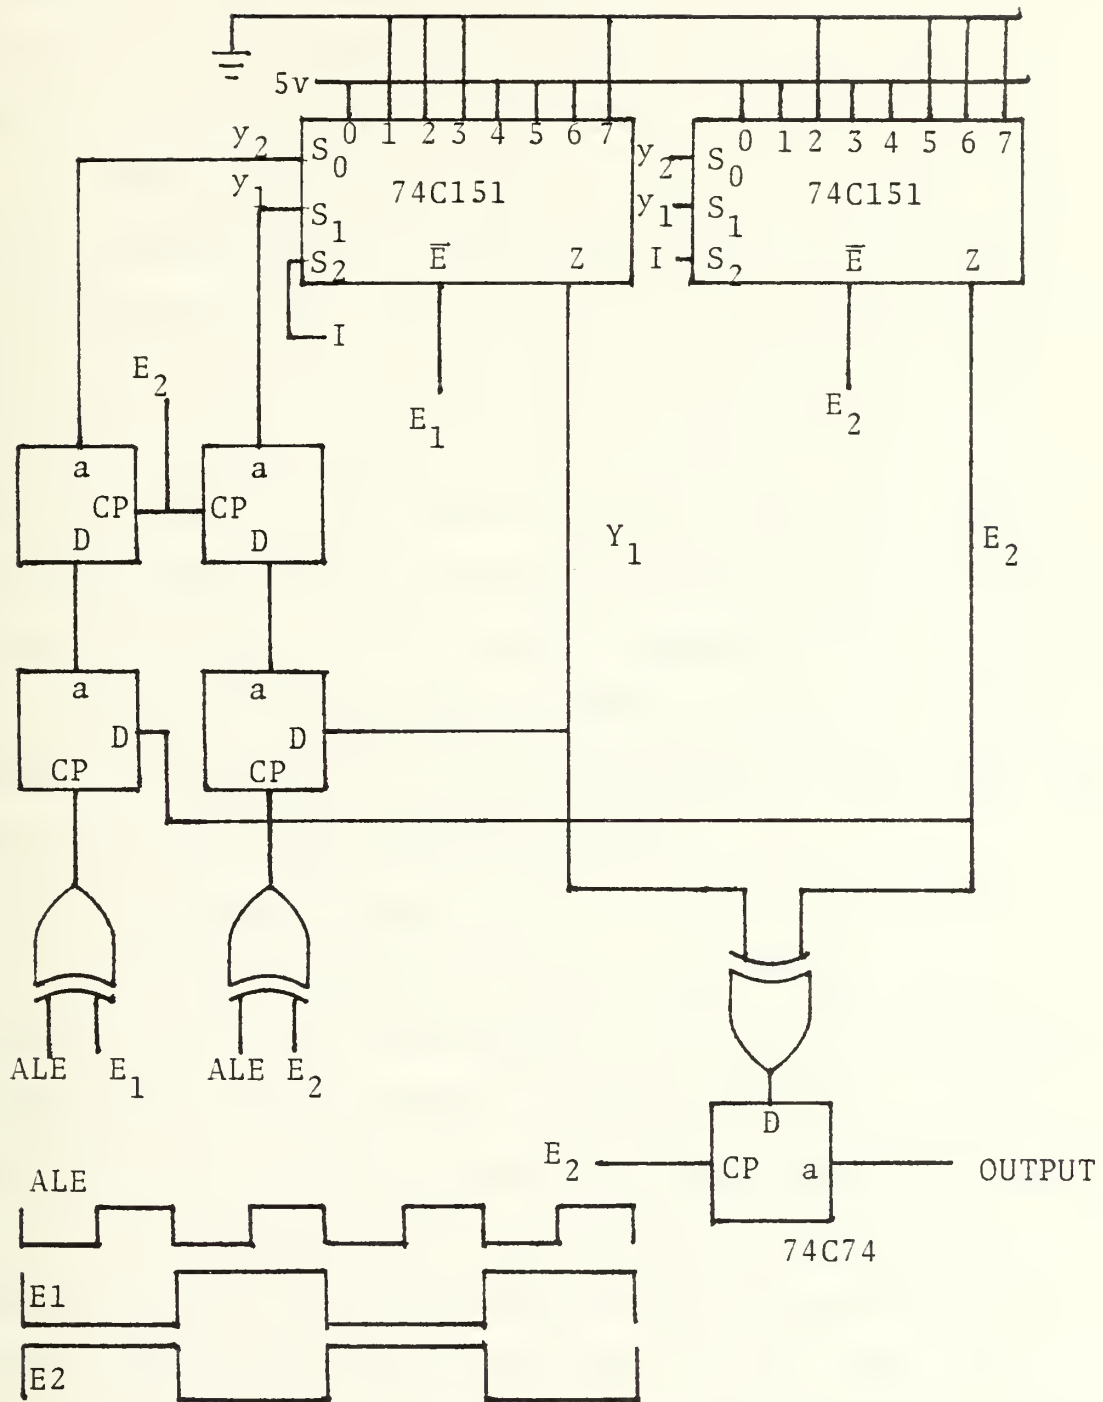 5v
0 1 2 3 4 5 6 7
0 1 2 3 4 5 6 7
y2 S0
74C151
y1 S1
S2 E̅ Z
I
y2 S0
74C151
y1 S1
I S2 E̅ Z
E2
E1
E2
a
CP
D
a
CP
D
Y1
E2
a
D
CP
a
D
CP
ALE E1
ALE E2
D
E2 CP a OUTPUT
74C74
ALE
E1
E2